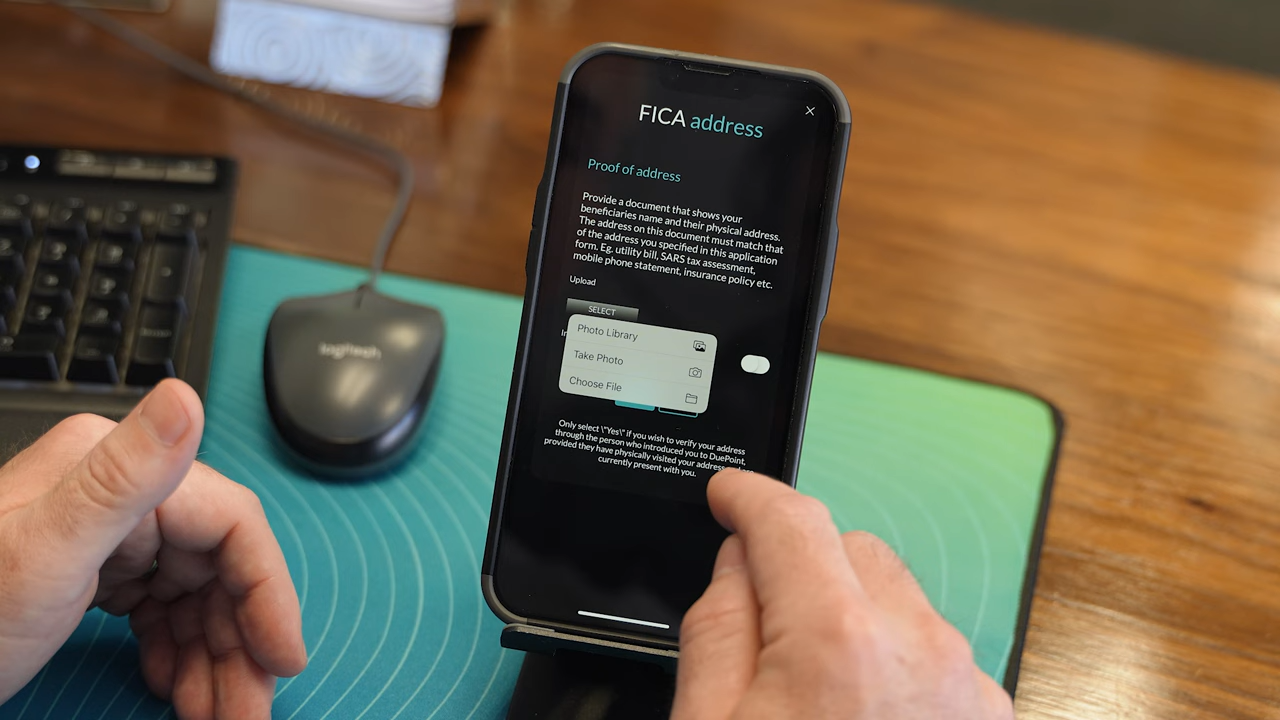 FICA address
Proof of address
Provide a document that shows your
beneficiaries name and their physical address.
The address on this document must match that
of the address you specified in this application
form. Eg. utility bill, SARS tax assessment,
mobile phone statement, insurance policy etc.
Upload
SELECT
Photo Library
Take Photo
Choose File
Only select \"Yes\" if you wish to verify your address
through the person who introduced you to DuePoint,
provided they have physically visited your address
currently present with you.
logitech